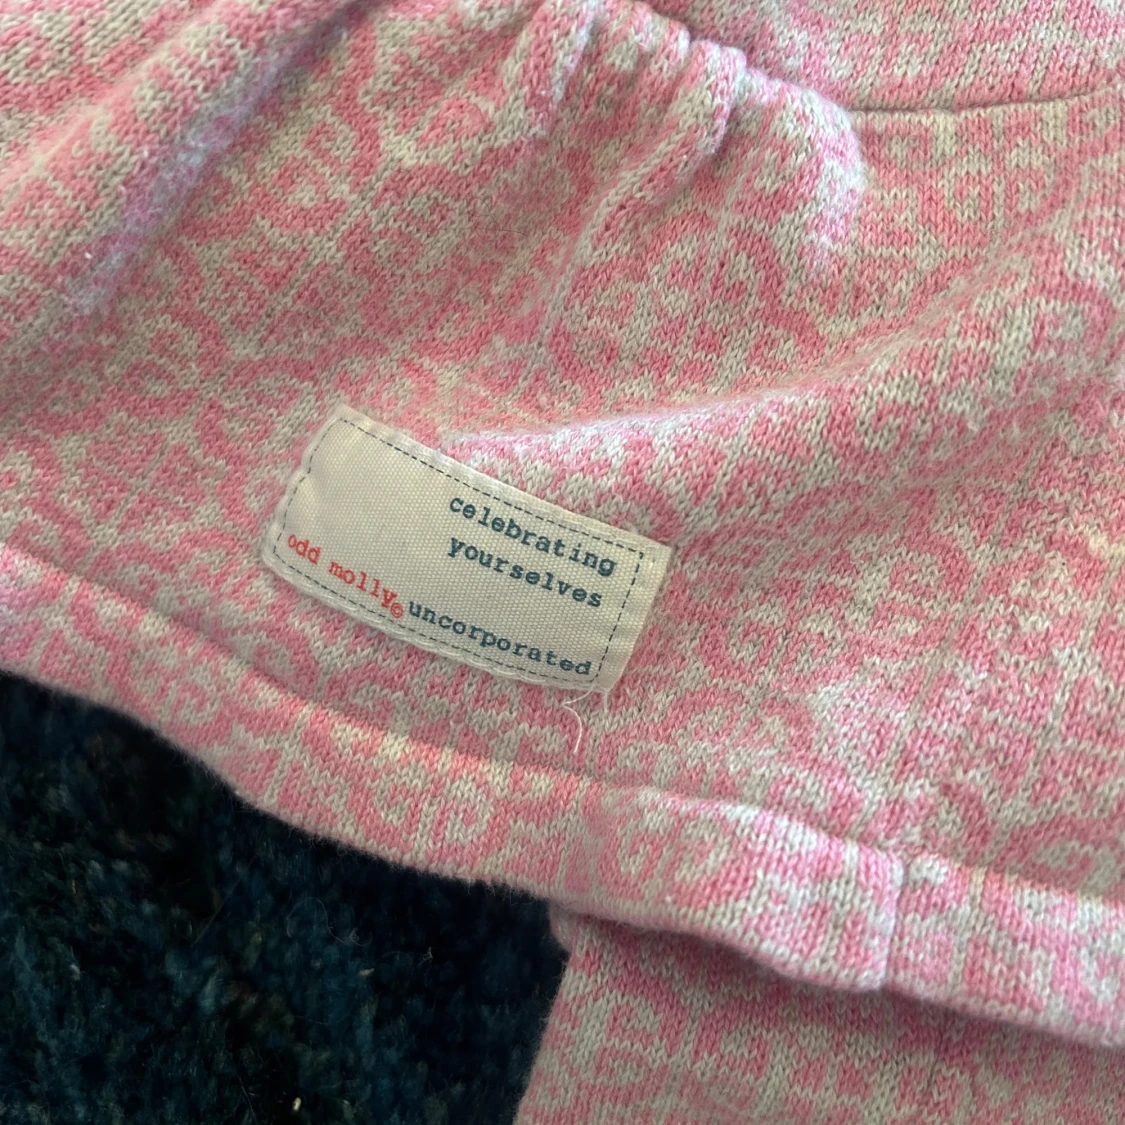 celebrating
yourselves
odd molly© uncorporated